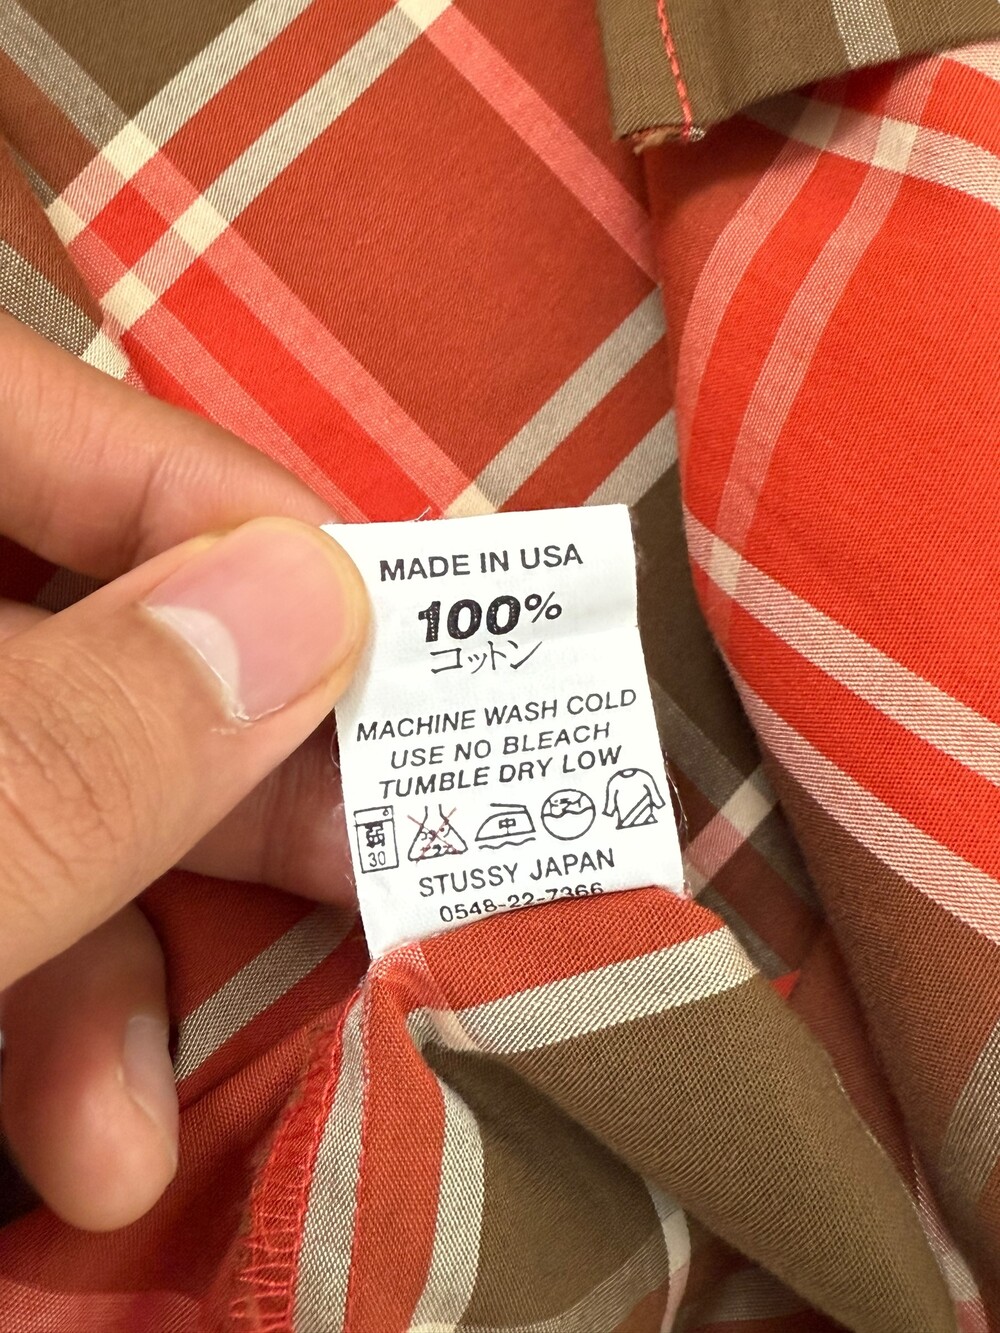 MADE IN USA
100%
コットン
MACHINE WASH COLD
USE NO BLEACH
TUMBLE DRY LOW
30
中
STUSSY JAPAN
0548-22-7366